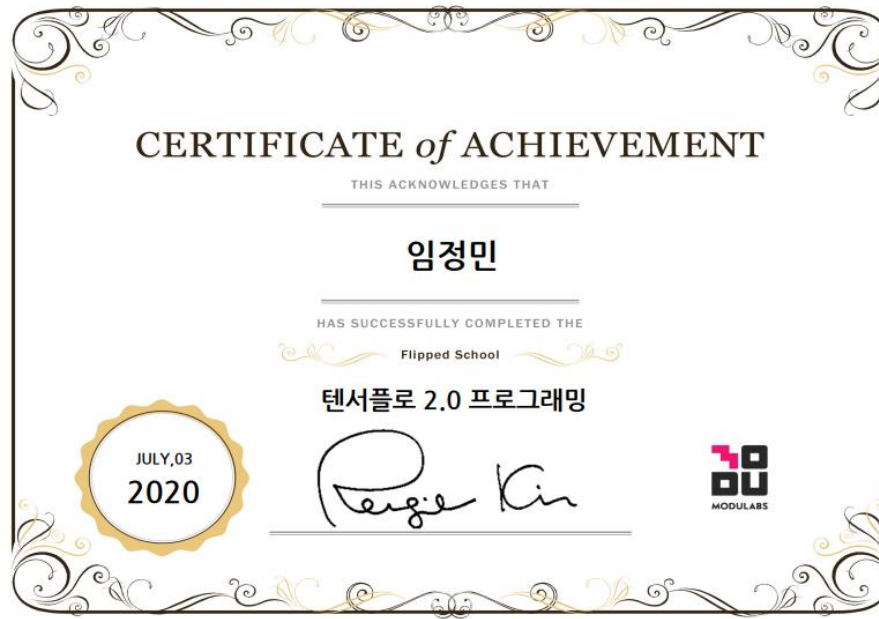 CERTIFICATE of ACHIEVEMENT
THIS ACKNOWLEDGES THAT
임정민
HAS SUCCESSFULLY COMPLETED THE
Flipped School
텐서플로 2.0 프로그래밍
JULY,03
2020
MODU
MODULABS